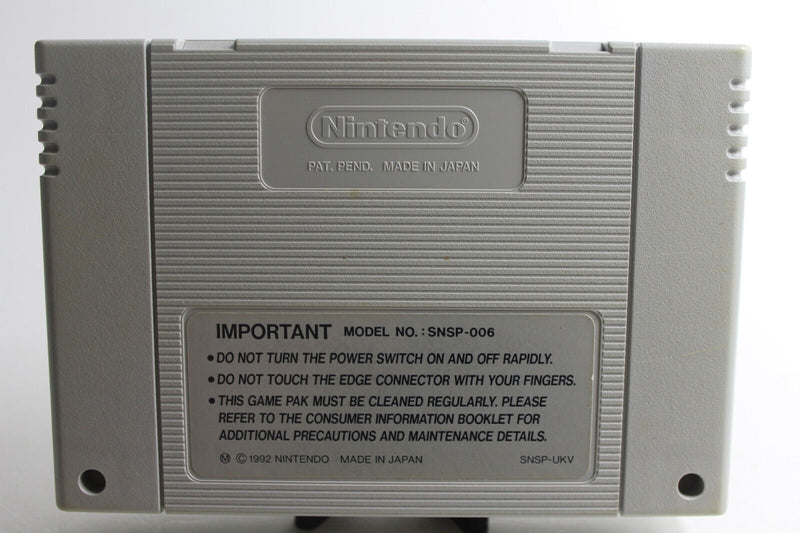 Nintendo®
PAT. PEND. MADE IN JAPAN
IMPORTANT MODEL NO.: SNSP-006
• DO NOT TURN THE POWER SWITCH ON AND OFF RAPIDLY.
• DO NOT TOUCH THE EDGE CONNECTOR WITH YOUR FINGERS.
• THIS GAME PAK MUST BE CLEANED REGULARLY. PLEASE
REFER TO THE CONSUMER INFORMATION BOOKLET FOR
ADDITIONAL PRECAUTIONS AND MAINTENANCE DETAILS.
Ⓜ © 1992 NINTENDO MADE IN JAPAN SNSP-UKV